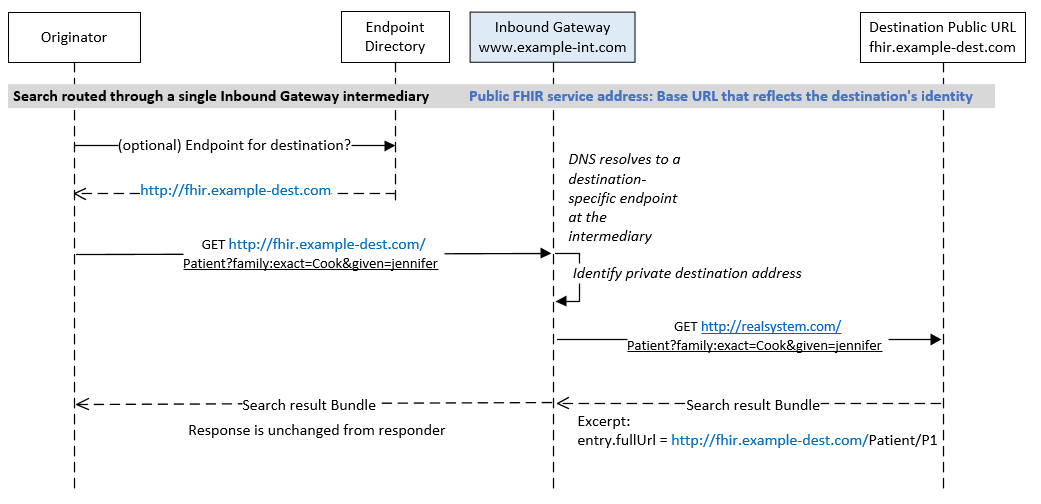 Originator
Endpoint
Directory
Inbound Gateway
www.example-int.com
Destination Public URL
fhir.example-dest.com
Search routed through a single Inbound Gateway intermediary
Public FHIR service address: Base URL that reflects the destination's identity
(optional) Endpoint for destination?
http://fhir.example-dest.com
DNS resolves to a
destination-
specific endpoint
at the
intermediary
GET http://fhir.example-dest.com/
Patient?family:exact=Cook&given=jennifer
Identify private destination address
GET http://realsystem.com/
Patient?family:exact=Cook&given=jennifer
Search result Bundle
Response is unchanged from responder
Search result Bundle
Excerpt:
entry.fullUrl = http://fhir.example-dest.com/Patient/P1